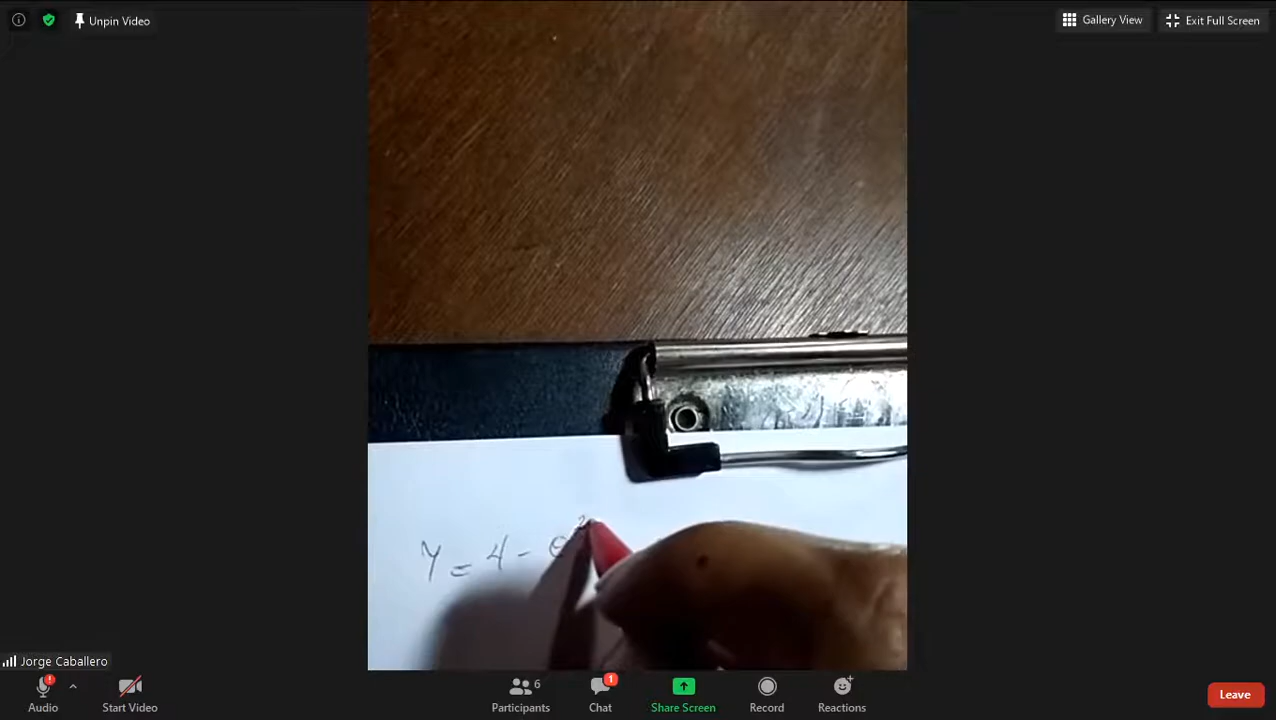 Unpin Video
Gallery View
Exit Full Screen
y = 4 -
Jorge Caballero
Audio
Start Video
6
Participants
1
Chat
Share Screen
Record
Reactions
Leave